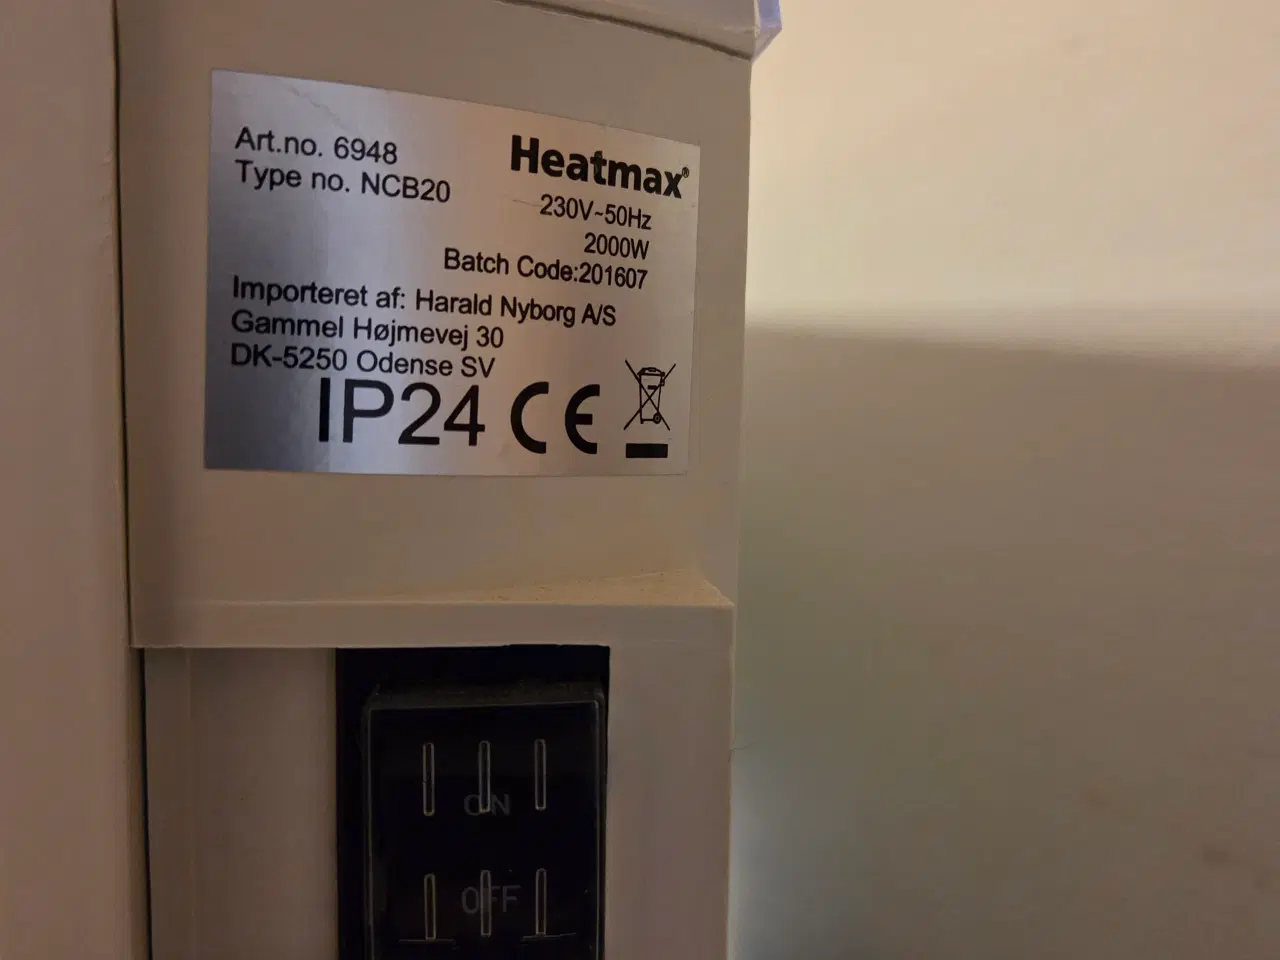 Art.no. 6948
Type no. NCB20
Heatmax®
230V~50Hz
2000W
Batch Code:201607
Importeret af: Harald Nyborg A/S
Gammel Højmevej 30
DK-5250 Odense SV
IP24 CE
ON
OFF